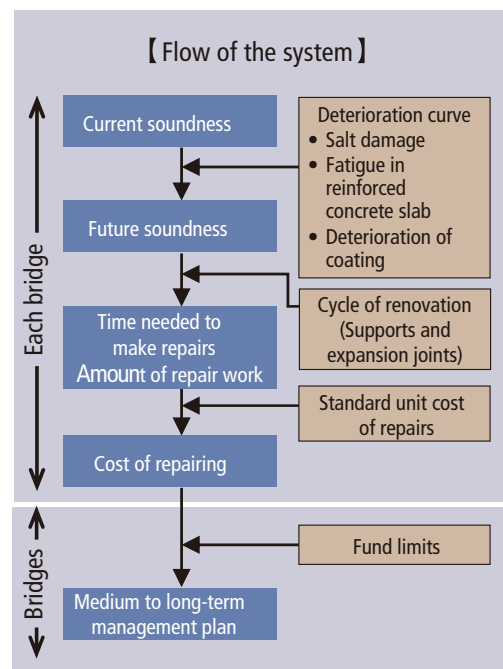 【Flow of the system】
Current soundness
Deterioration curve
• Salt damage
• Fatigue in
reinforced
concrete slab
• Deterioration of
coating
Future soundness
Cycle of renovation
(Supports and
expansion joints)
Time needed to
make repairs
Amount of repair work
Standard unit cost
of repairs
Cost of repairing
Each bridge
Fund limits
Medium to long-term
management plan
Bridges